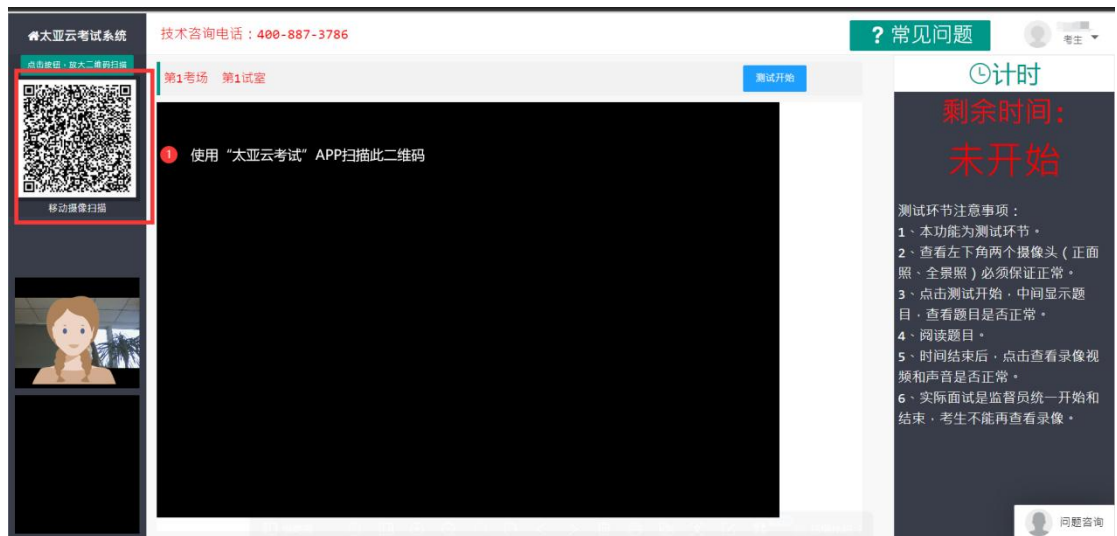 太亚云考试系统
技术咨询电话：400-887-3786
? 常见问题
考生
点击按钮，放大二维码扫描
第1考场 第1试室
测试开始
计时
剩余时间：
未开始
1 使用“太亚云考试”APP扫描此二维码
移动摄像扫描
测试环节注意事项：
1、本功能为测试环节。
2、查看左下角两个摄像头（正面
照、全景照）必须保证正常。
3、点击测试开始，中间显示题
目，查看题目是否正常。
4、阅读题目。
5、时间结束后，点击查看录像视
频和声音是否正常。
6、实际面试是监督员统一开始和
结束，考生不能再查看录像。
问题咨询